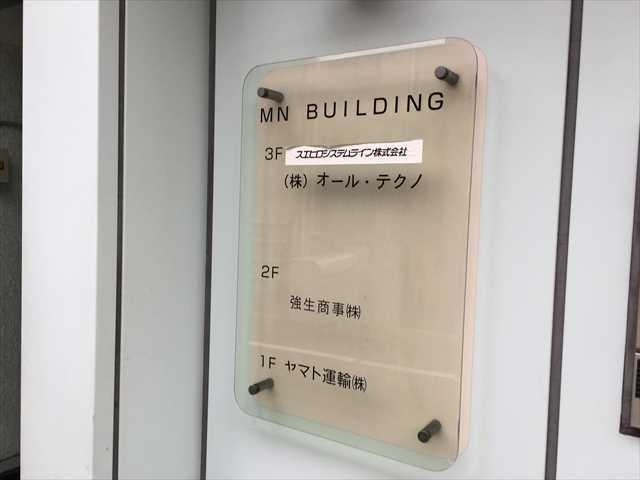 MN BUILDING
3F スエヒロシステムライン株式会社
(株) オール・テクノ
2F
強生商事㈱
1F ヤマト運輸㈱